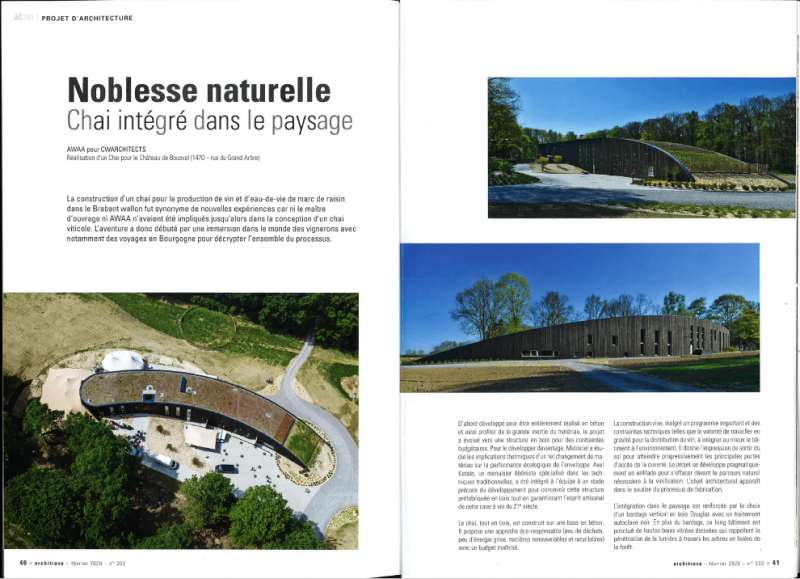 PROJET D'ARCHITECTURE
Noblesse naturelle
Chai intégré dans le paysage
AWAA pour CWARCHITECTS
Réalisation d'un Chai pour le Château de Bousval (1470 – rue du Grand Arbre)
La construction d'un chai pour la production de vin et d'eau-de-vie de marc de raisin
dans le Brabant wallon fut synonyme de nouvelles expériences car ni le maître
d'ouvrage ni AWAA n'avaient été impliqués jusqu'alors dans la conception d'un chai
viticole. L'aventure a donc débuté par une immersion dans le monde des vignerons avec
notamment des voyages en Bourgogne pour décrypter l'ensemble du processus.
D'abord développé pour être entièrement réalisé en béton
et ainsi profiter de la grande inertie du matériau, le projet
a évolué vers une structure en bois pour des contraintes
budgétaires. Pour le développer davantage, Matriciel a étu-
dié les implications thermiques d'un tel changement de ma-
tériau sur la performance écologique de l'enveloppe. Axel
un menuisier ébéniste spécialisé dans les tech-
niques traditionnelles, a été intégré à l'équipe à un stade
précoce du développement pour concevoir cette structure
préfabriquée en bois tout en garantissant l'esprit artisanal
de cette cave à vin du 21e siècle.
Le chai, tout en bois, est construit sur une base en béton.
Il propose une approche éco-responsable (peu de déchets,
peu d'énergie grise, matières renouvelables et recyclables)
avec un budget maîtrisé.
La construction vise, malgré un programme important et des
contraintes techniques telles que la volonté de travailler en
gravité pour la distribution du vin, à intégrer au mieux le bâ-
timent à l'environnement. Il donne l'impression de sortir du
sol pour atteindre progressivement les principales portes
d'accès de la cuverie. Le projet se développe pragmatique-
ment en enfilade pour s'effacer devant le parcours naturel
nécessaire à la vinification. L'objet architectural apparaît
dans le soutien du processus de fabrication.
L'intégration dans le paysage est renforcée par le choix
d'un bardage vertical en bois Douglas avec un traitement
autoclave noir. En plus du bardage, ce long bâtiment est
ponctué de hautes baies vitrées élancées qui rappellent la
pénétration de la lumière à travers les arbres en lisière de
la forêt.
40 > architrave – février 2020 – n° 203
architrave – février 2020 – n° 203 > 41